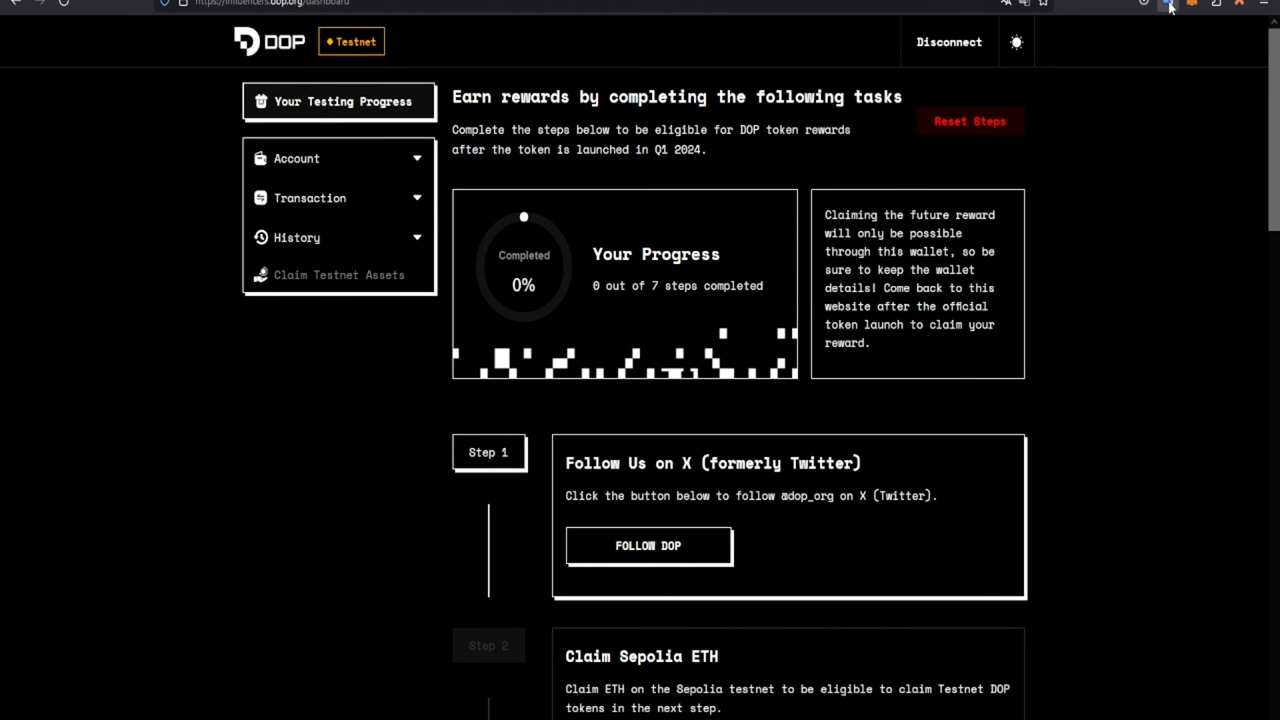 https://influencers.dop.org/dashboard
DOP
Testnet
Disconnect
Your Testing Progress
Account
Transaction
History
Claim Testnet Assets
Earn rewards by completing the following tasks
Complete the steps below to be eligible for DOP token rewards
after the token is launched in Q1 2024.
Reset Steps
Completed
0%
Your Progress
0 out of 7 steps completed
Claiming the future reward
will only be possible
through this wallet, so be
sure to keep the wallet
details! Come back to this
website after the official
token launch to claim your
reward.
Step 1
Follow Us on X (formerly Twitter)
Click the button below to follow @dop_org on X (Twitter).
FOLLOW DOP
Step 2
Claim Sepolia ETH
Claim ETH on the Sepolia testnet to be eligible to claim Testnet DOP
tokens in the next step.